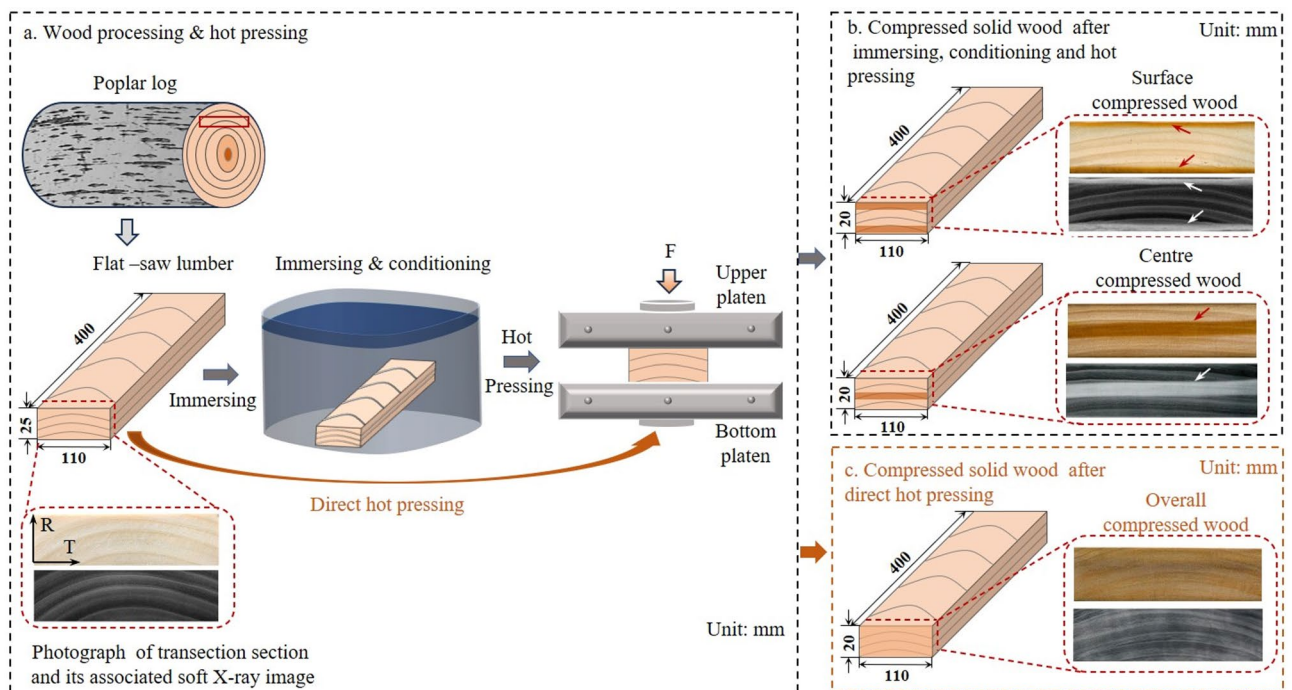 a. Wood processing & hot pressing
Poplar log
Flat –saw lumber
400
25
110
Immersing
Immersing & conditioning
Hot
Pressing
F
Upper
platen
Bottom
platen
Direct hot pressing
R
T
Photograph of transection section
and its associated soft X-ray image
Unit: mm
b. Compressed solid wood after
immersing, conditioning and hot
pressing
Unit: mm
Surface
compressed wood
400
20
110
Centre
compressed wood
400
20
110
c. Compressed solid wood after
direct hot pressing
Unit: mm
Overall
compressed wood
400
20
110